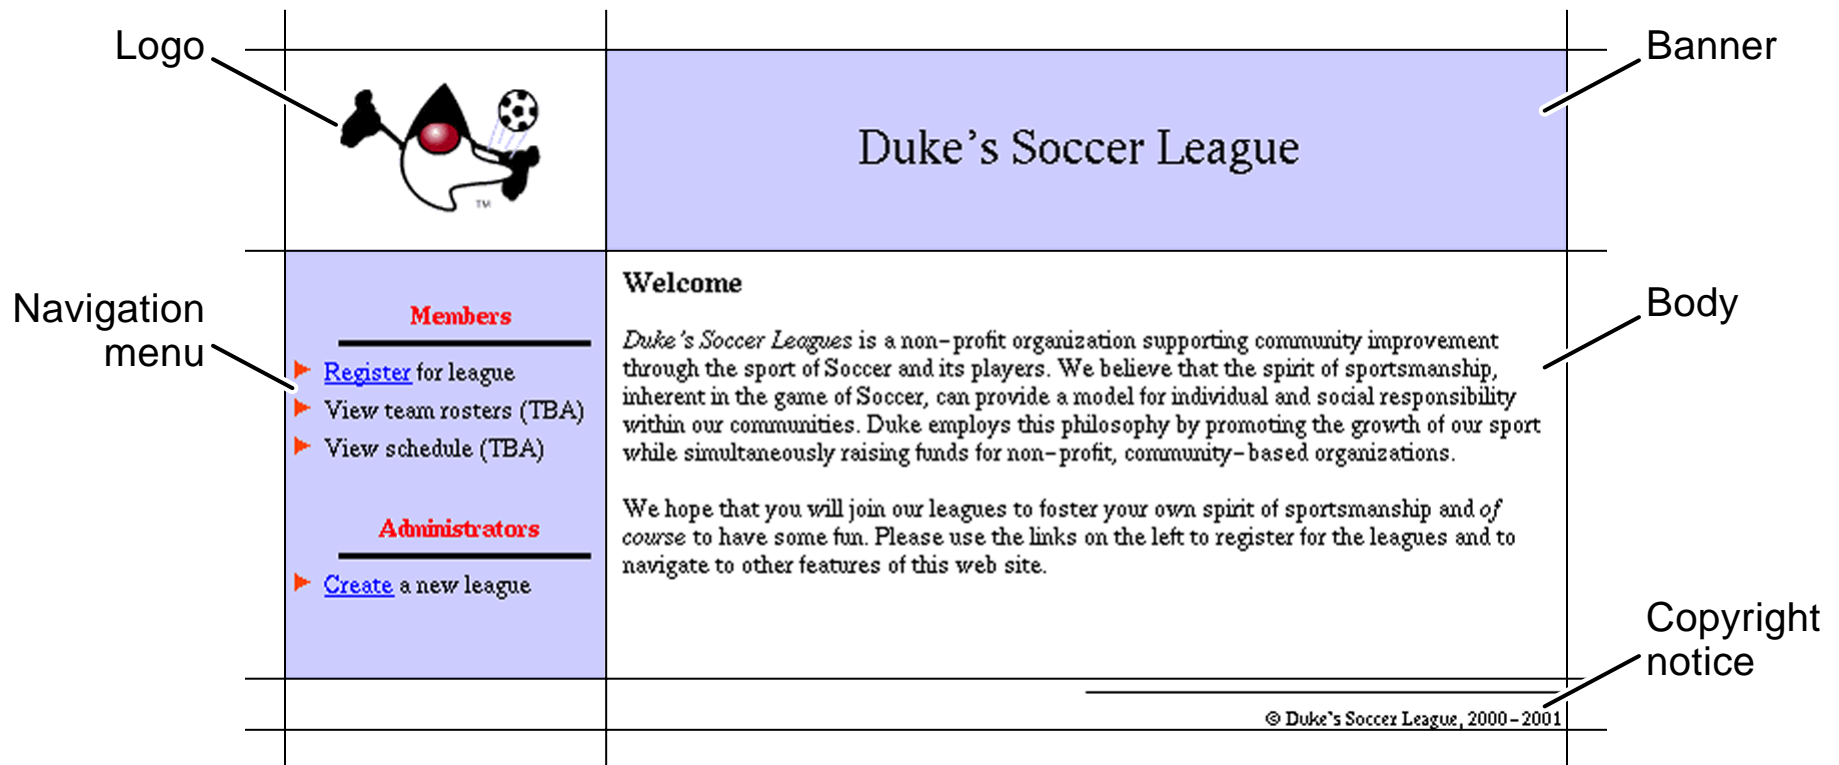 Logo
Banner
Duke's Soccer League
TM
Navigation
menu
Members
Register for league
View team rosters (TBA)
View schedule (TBA)
Administrators
Create a new league
Welcome
Duke's Soccer Leagues is a non-profit organization supporting community improvement
through the sport of Soccer and its players. We believe that the spirit of sportsmanship,
inherent in the game of Soccer, can provide a model for individual and social responsibility
within our communities. Duke employs this philosophy by promoting the growth of our sport
while simultaneously raising funds for non-profit, community-based organizations.
We hope that you will join our leagues to foster your own spirit of sportsmanship and of
course to have some fun. Please use the links on the left to register for the leagues and to
navigate to other features of this web site.
Body
Copyright
notice
© Duke's Soccer League, 2000-2001